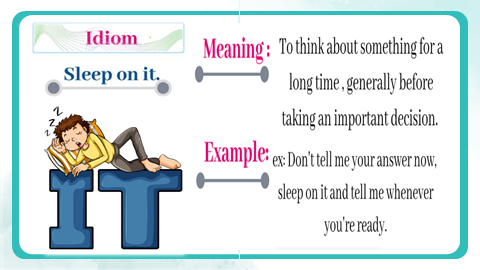 Idiom
Sleep on it.
z z z z
IT
Meaning :
To think about something for a
long time , generally before
taking an important decision.
Example:
ex: Don't tell me your answer now,
sleep on it and tell me whenever
you're ready.